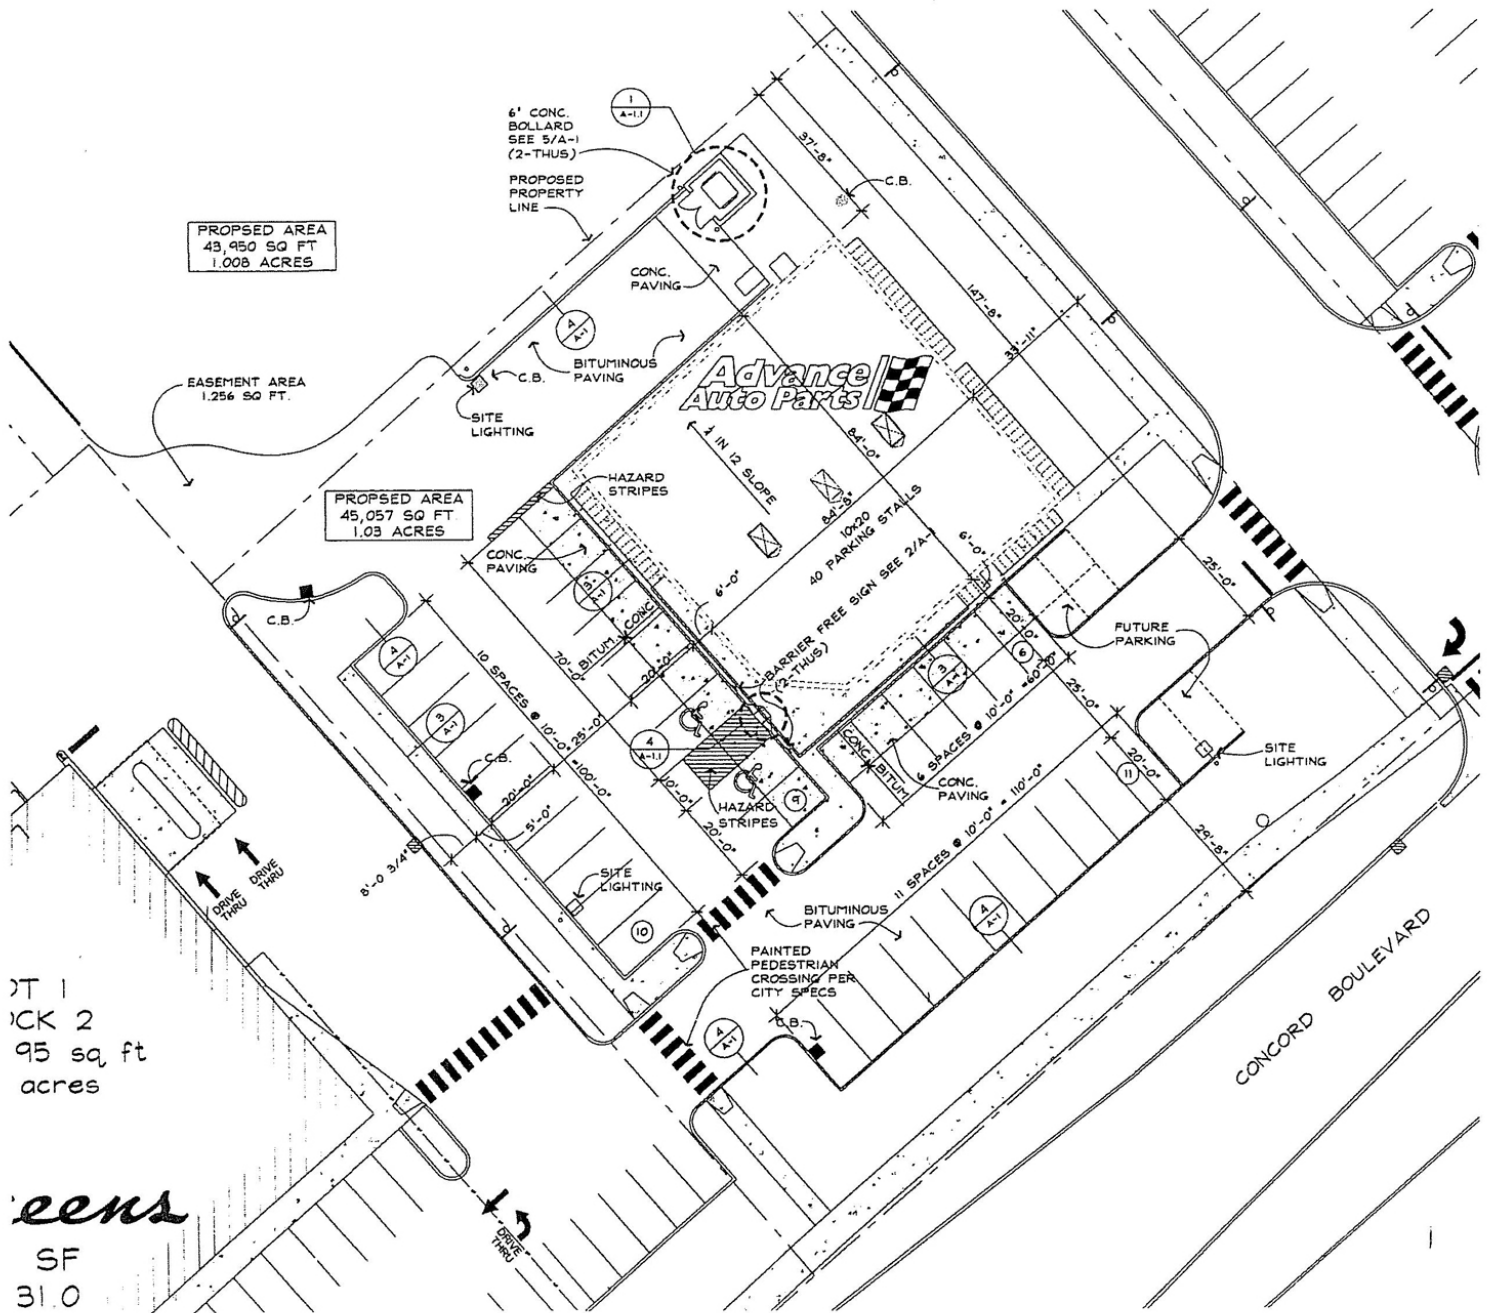 6' CONC.
BOLLARD
SEE 5/A-1
(2-THUS)
1
A-1.1
PROPOSED
PROPERTY
LINE
37'-8"
C.B.
PROPSED AREA
43,950 SQ FT
1.008 ACRES
CONC.
PAVING
4
A-1
BITUMINOUS
PAVING
C.B.
147'-8"
33'-11"
EASEMENT AREA
1.256 SQ FT.
SITE
LIGHTING
Advance
Auto Parts
84'-0"
IN 12 SLOPE
HAZARD
STRIPES
84'-8"
10x20
40 PARKING STALLS
PROPSED AREA
45,057 SQ FT
1.03 ACRES
CONC.
PAVING
3
A-1
6'-0"
6'-0"
BARRIER FREE SIGN SEE 2/A-1
(2-THUS)
25'-0"
C.B.
4
A-1
10 SPACES @ 10'-0" =100'-0"
70'-0"
BITUM
CONC.
20'-0"
25'-0"
20'-0"
6
FUTURE
PARKING
3
A-1
6 SPACES @ 10'-0" =60'-0"
25'-0"
3
A-1
C.B.
4
A-1.1
10'-0"
HAZARD
STRIPES
9
CONC.
BITUM
CONC.
PAVING
11
20'-0"
SITE
LIGHTING
20'-0"
5'-0"
20'-0"
8'-0 3/4"
11 SPACES @ 10'-0" = 110'-0"
29'-8"
DRIVE
THRU
DRIVE
THRU
SITE
LIGHTING
10
BITUMINOUS
PAVING
4
A-1
PAINTED
PEDESTRIAN
CROSSING PER
CITY SPECS
C.B.
4
A-1
CONCORD BOULEVARD
OT 1
OCK 2
95 sq ft
acres
eens
SF
31.0
DRIVE
THRU